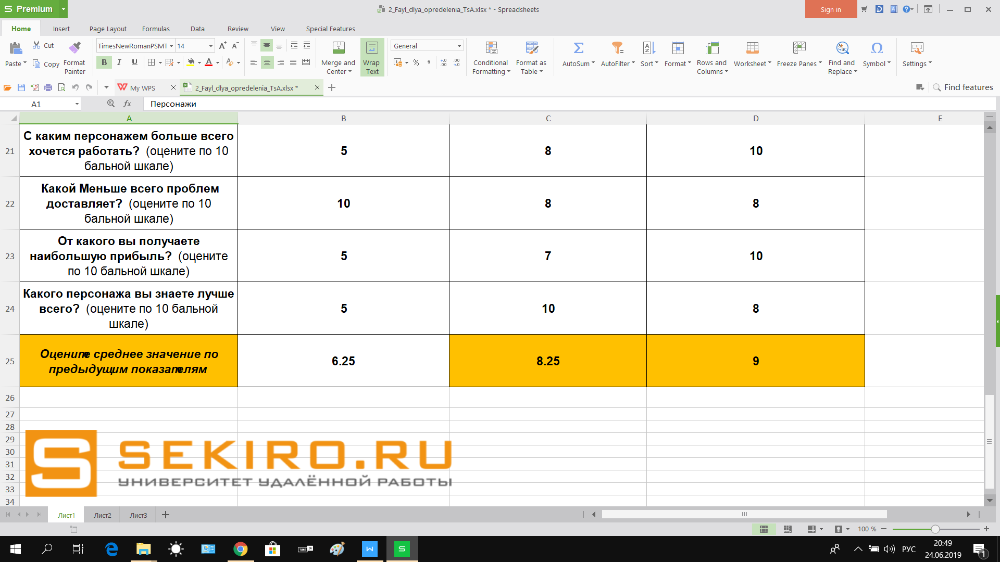 Premium
2_Fayl_dlya_opredelenia_TsA.xlsx * - Spreadsheets
Sign in
Home Insert Page Layout Formulas Data Review View Special Features
Paste Cut Copy Format Painter
TimesNewRomanPSMT 14
B I U
Merge and Center
Wrap Text
General
Conditional Formatting
Format as Table
AutoSum AutoFilter Sort Format
Rows and Columns
Worksheet Freeze Panes
Find and Replace
Symbol Settings
My WPS
2_Fayl_dlya_opredelenia_TsA.xlsx *
Find features
A1 fx Персонажи
A B C D E
21 С каким персонажем больше всего хочется работать? (оцените по 10 бальной шкале) 5 8 10
22 Какой Меньше всего проблем доставляет? (оцените по 10 бальной шкале) 10 8 8
23 От какого вы получаете наибольшую прибыль? (оцените по 10 бальной шкале) 5 7 10
24 Какого персонажа вы знаете лучше всего? (оцените по 10 бальной шкале) 5 10 8
25 Оцените среднее значение по предыдущим показателям 6.25 8.25 9
26
27
28
29
30
31
32
33
34
S SEKIRO.RU
УНИВЕРСИТЕТ УДАЛЁННОЙ РАБОТЫ
Лист1 Лист2 Лист3
100 %
TUNE IN
РУС
20:49
24.06.2019
1